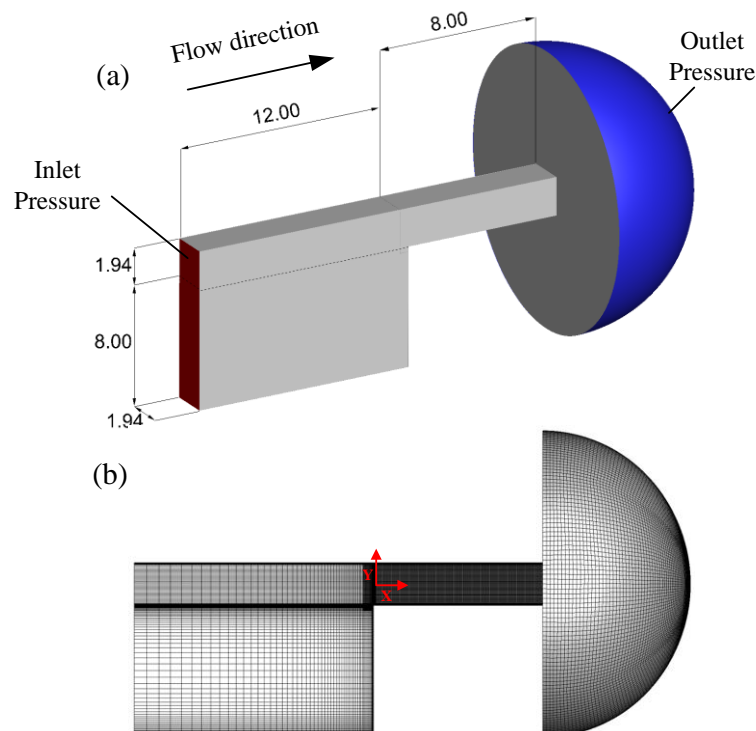 8.00
Flow direction
Outlet
Pressure
(a)
12.00
Inlet
Pressure
1.94
8.00
1.94
(b)
Y
X